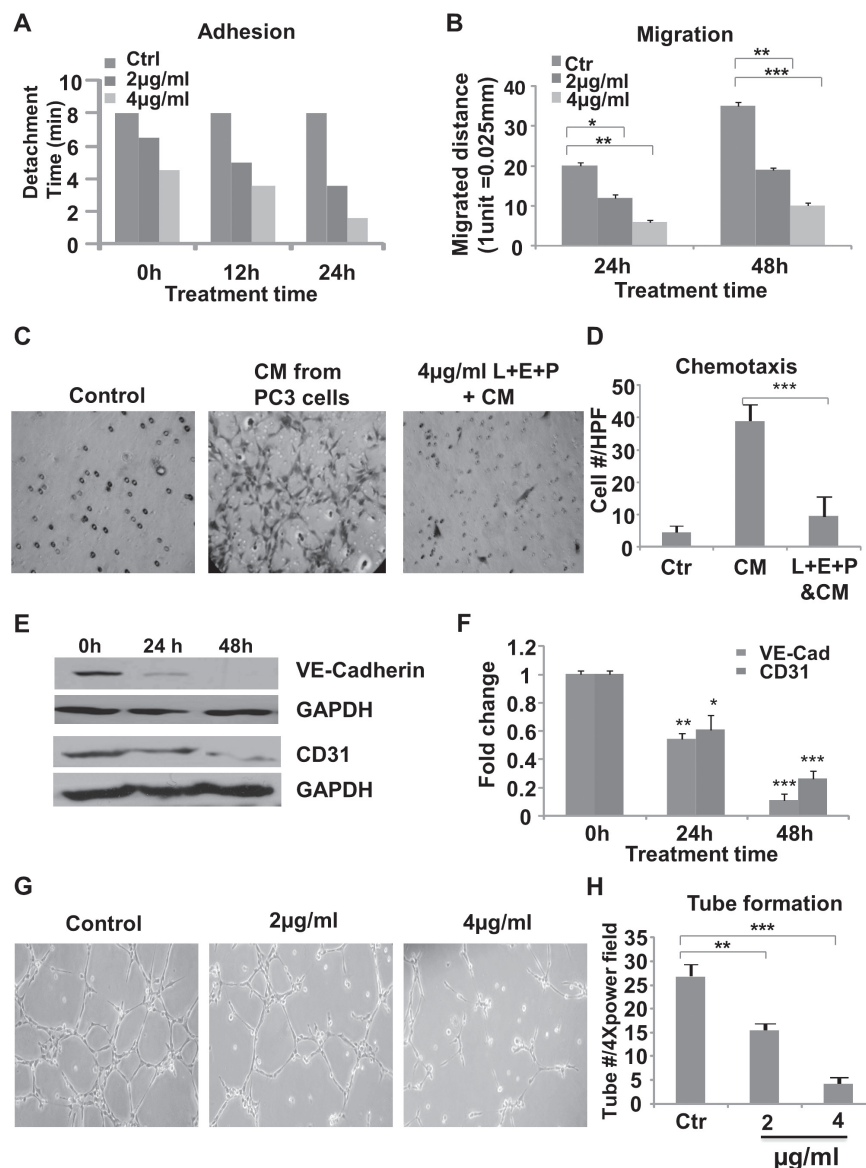 A
Adhesion
Ctrl
2µg/ml
4µg/ml
Detachment
Time (min)
10
8
6
4
2
0
0h 12h 24h
Treatment time
B
Migration
Ctr
2µg/ml
4µg/ml
Migrated distance
(1unit =0.025mm)
40
30
20
10
0
*
**
**
***
24h 48h
Treatment time
C
Control
CM from
PC3 cells
4µg/ml L+E+P
+ CM
D
Chemotaxis
Cell #/HPF
50
40
30
20
10
0
***
Ctr CM L+E+P
&CM
E
0h 24 h 48h
VE-Cadherin
GAPDH
CD31
GAPDH
F
Fold change
1.2
1
0.8
0.6
0.4
0.2
0
VE-Cad
CD31
** *
*** ***
0h 24h 48h
Treatment time
G
Control 2µg/ml 4µg/ml
H
Tube formation
Tube #/4Xpower field
35
30
25
20
15
10
5
0
***
**
Ctr 2 4
µg/ml